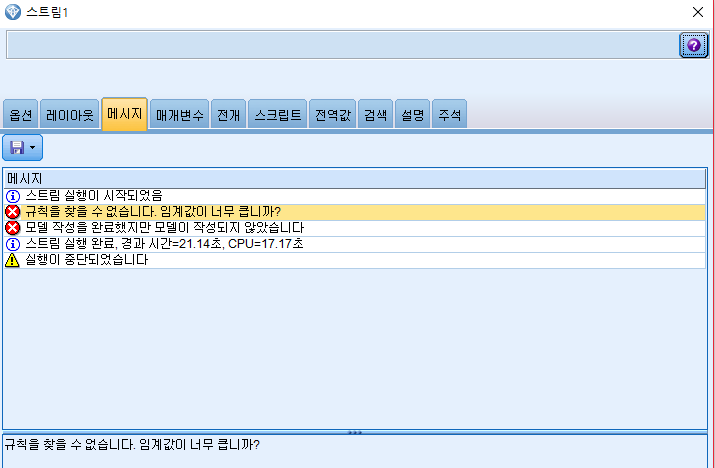 스트림1
옵션 레이아웃 메시지 매개변수 전개 스크립트 전역값 검색 설명 주석
메시지
스트림 실행이 시작되었음
규칙을 찾을 수 없습니다. 임계값이 너무 큽니까?
모델 작성을 완료했지만 모델이 작성되지 않았습니다
스트림 실행 완료, 경과 시간=21.14초, CPU=17.17초
실행이 중단되었습니다
규칙을 찾을 수 없습니다. 임계값이 너무 큽니까?